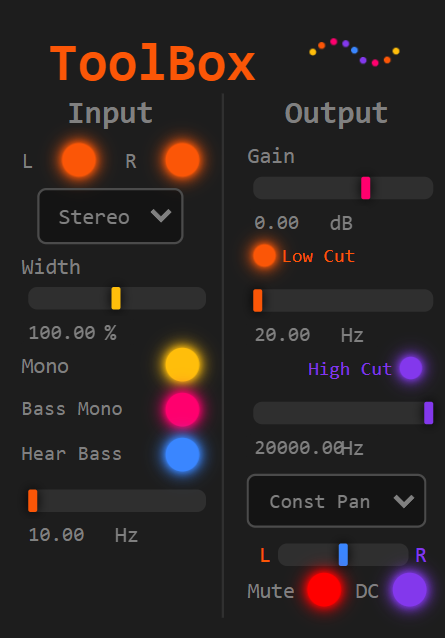 ToolBox
Input
L R
Stereo
Width
100.00 %
Mono
Bass Mono
Hear Bass
10.00 Hz
Output
Gain
0.00 dB
Low Cut
20.00 Hz
High Cut
20000.00Hz
Const Pan
L R
Mute DC